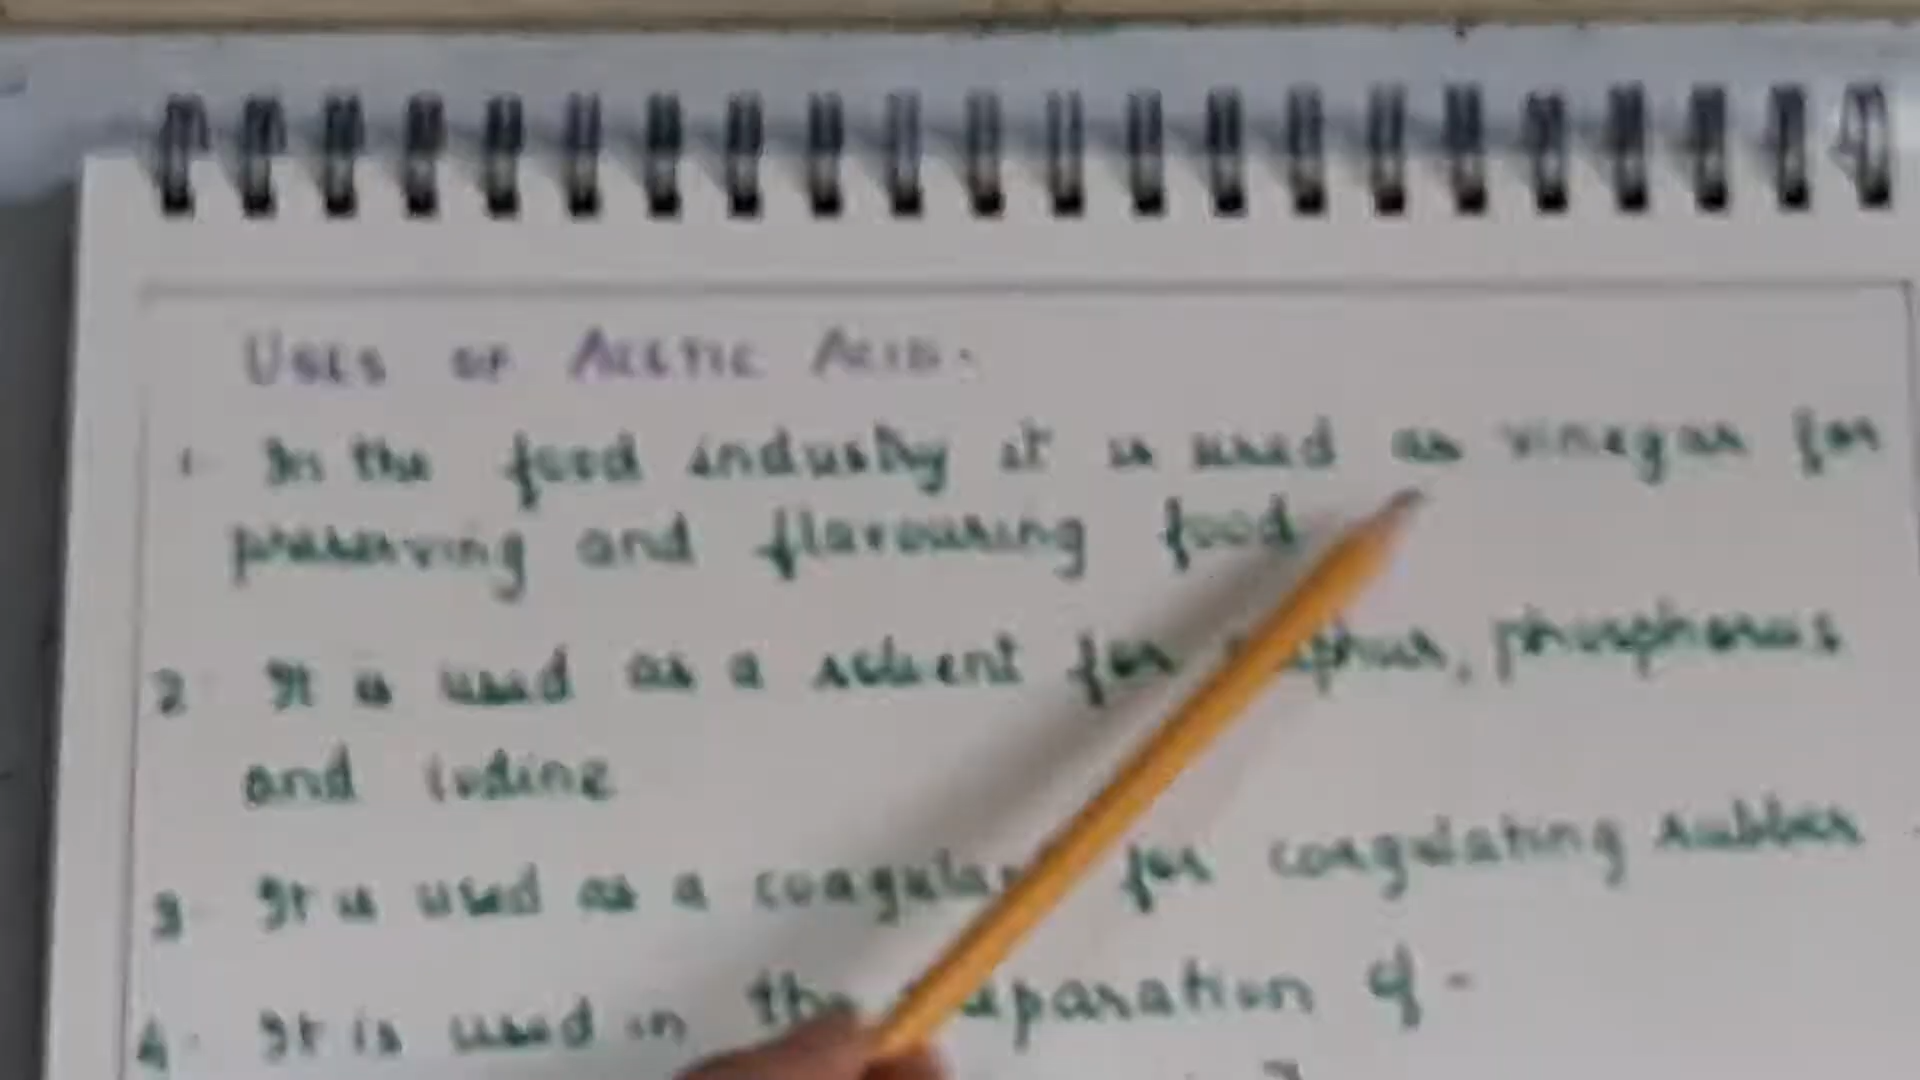 USES OF ACETIC ACID.
1. In the food industry it is used as vinegar for
preserving and flavouring food
2. It is used as a solvent for phosphorus
and iodine
3. It is used as a for coagulating rubber.
4. It is used in the of -